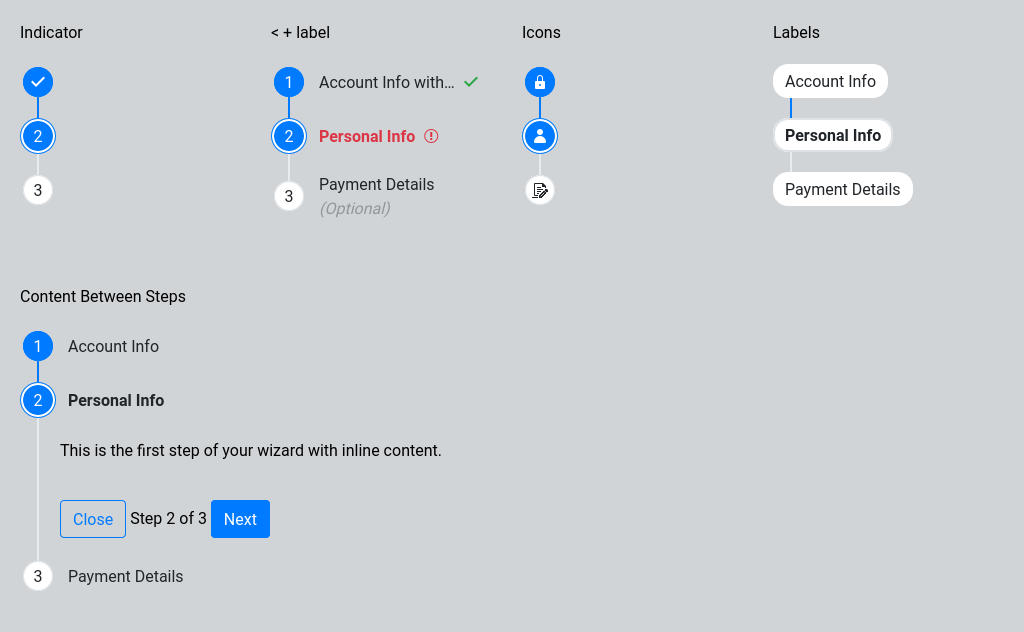 Indicator
2
3
< + label
1 Account Info with…
2 Personal Info
3 Payment Details
(Optional)
Icons
Labels
Account Info
Personal Info
Payment Details
Content Between Steps
1 Account Info
2 Personal Info
This is the first step of your wizard with inline content.
Close Step 2 of 3 Next
3 Payment Details